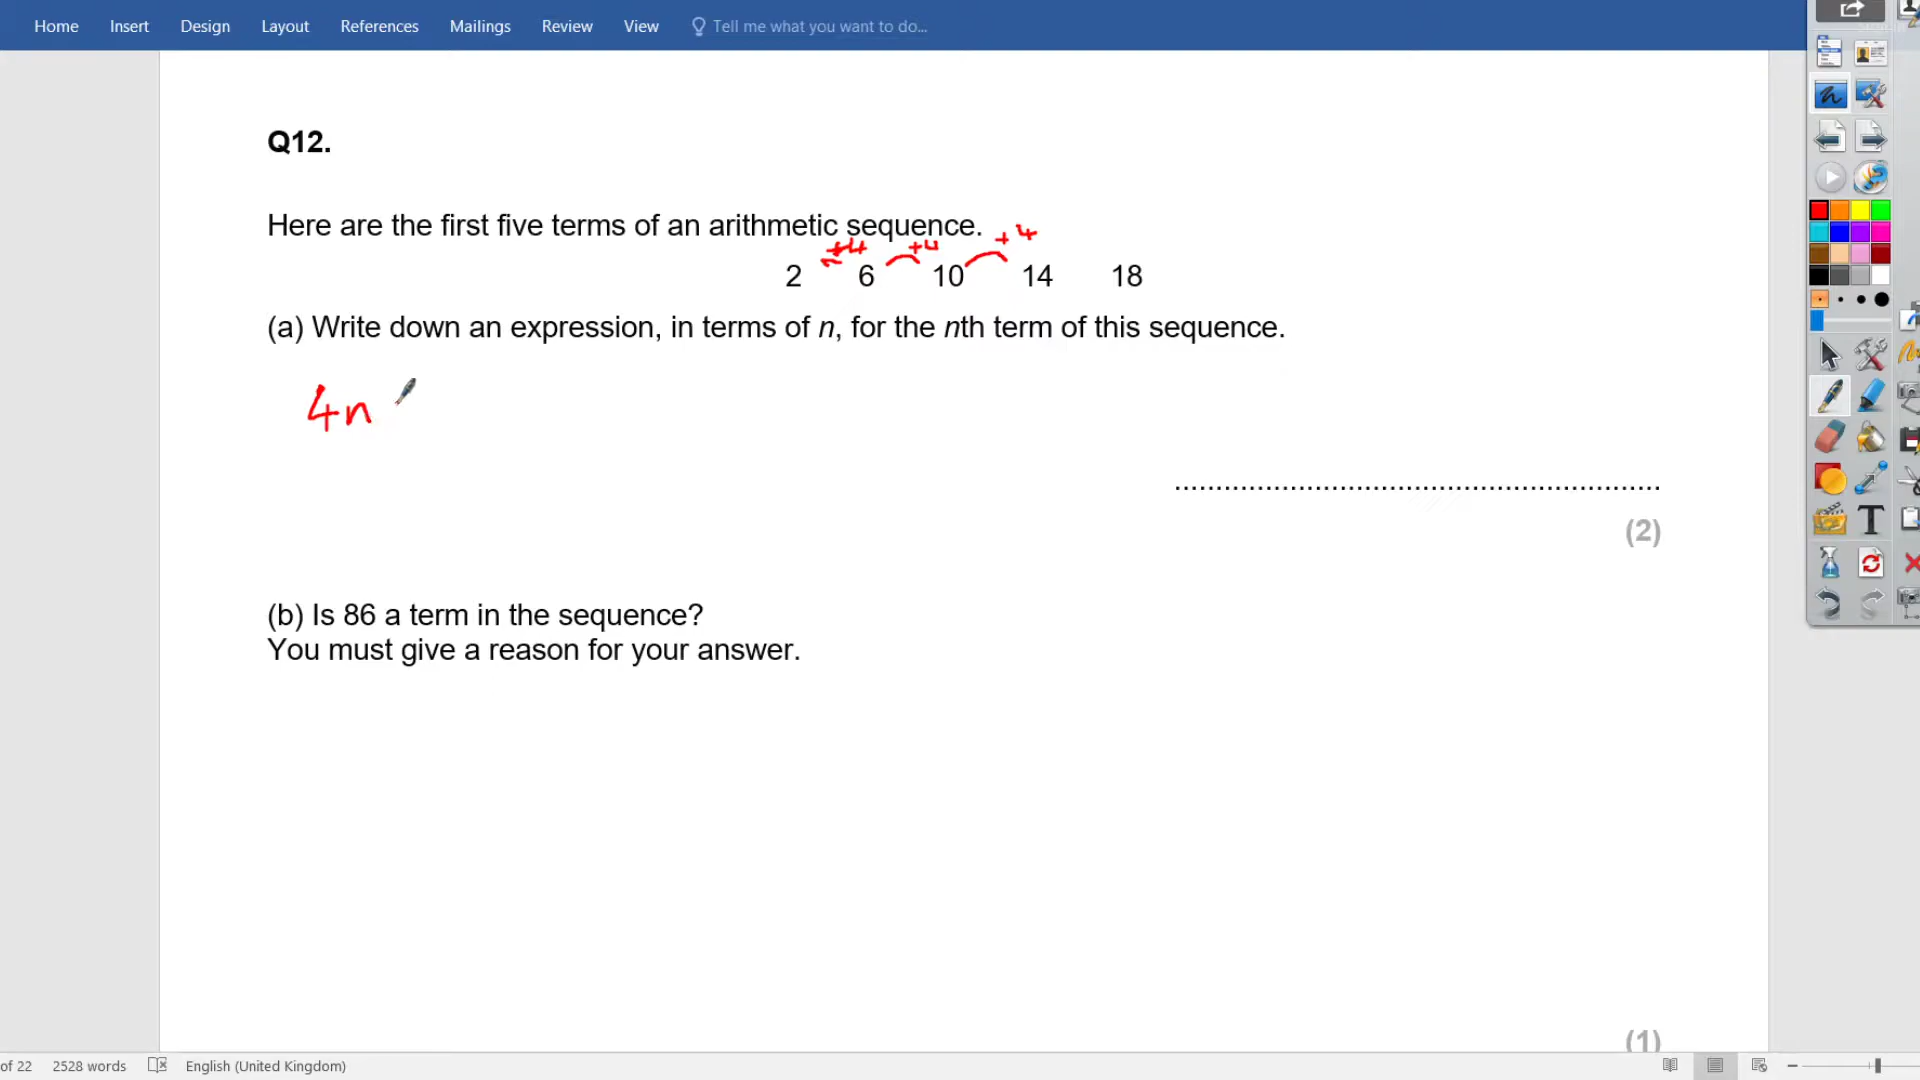 Home Insert Design Layout References Mailings Review View Tell me what you want to do...
Q12.
Here are the first five terms of an arithmetic sequence.
+4 +4 +4
2 6 10 14 18
(a) Write down an expression, in terms of n, for the nth term of this sequence.
4n
..........................................................
(2)
(b) Is 86 a term in the sequence?
You must give a reason for your answer.
(1)
of 22 2528 words English (United Kingdom)
T